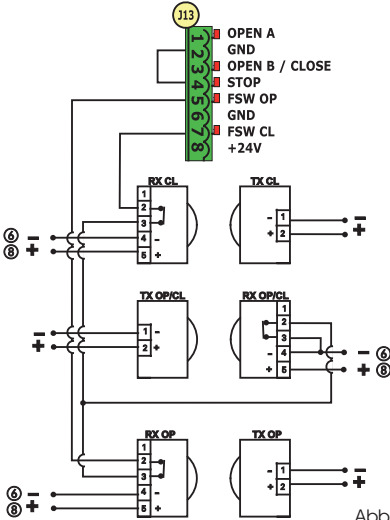 J13
1 OPEN A
2 GND
3 OPEN B / CLOSE
4 STOP
5 FSW OP
6 GND
7 FSW CL
8 +24V
RX CL
1
2
3
4 -
5 +
6 -
8 +
TX CL
- 1 -
+ 2 +
TX OP/CL
- 1 -
+ 2 +
RX OP/CL
1
2
3
- 4 - 6
+ 5 + 8
RX OP
1
2
3
6 - 4 -
8 + 5 +
TX OP
- 1 -
+ 2 +
Abb